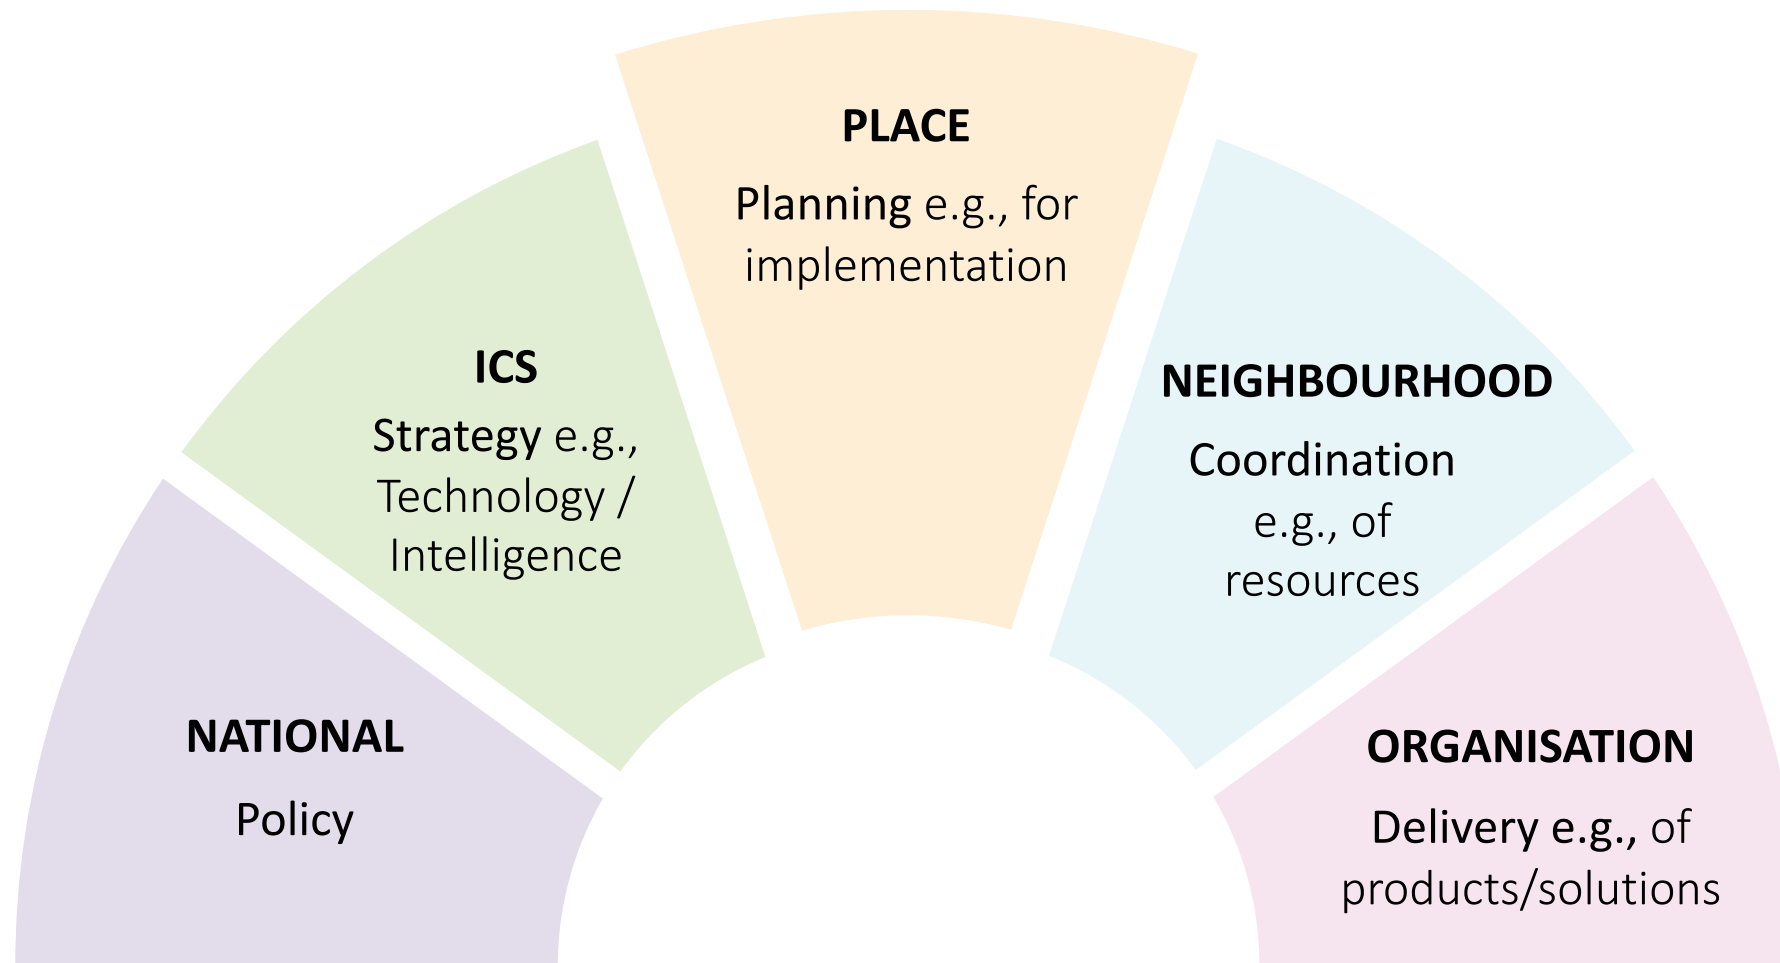 NATIONAL
Policy
ICS
Strategy e.g.,
Technology /
Intelligence
PLACE
Planning e.g., for
implementation
NEIGHBOURHOOD
Coordination
e.g., of
resources
ORGANISATION
Delivery e.g., of
products/solutions